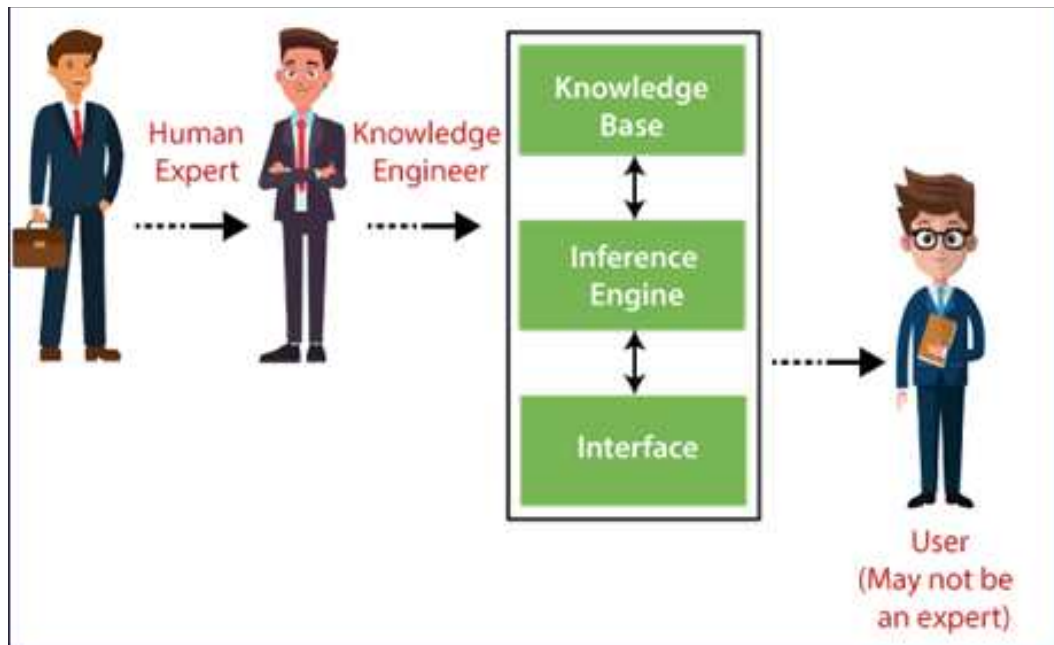 Human
Expert
Knowledge
Engineer
Knowledge
Base
Inference
Engine
Interface
User
(May not be
an expert)